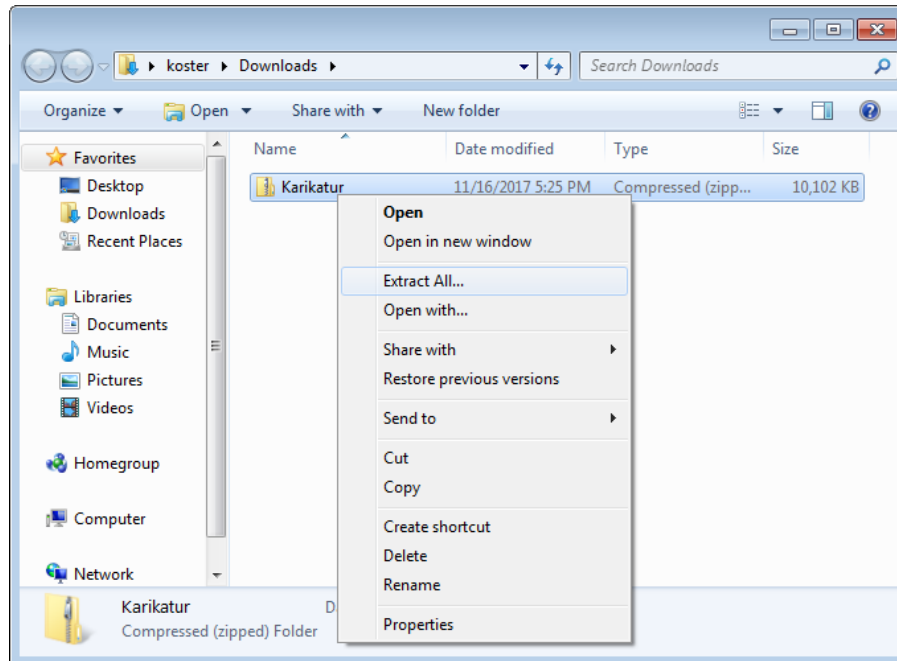 koster Downloads
Search Downloads
Organize Open Share with New folder
Name Date modified Type Size
Favorites
Desktop
Downloads
Recent Places
Libraries
Documents
Music
Pictures
Videos
Homegroup
Computer
Network
Karikatur 11/16/2017 5:25 PM Compressed (zipp... 10,102 KB
Open
Open in new window
Extract All...
Open with...
Share with
Restore previous versions
Send to
Cut
Copy
Create shortcut
Delete
Rename
Properties
Karikatur D
Compressed (zipped) Folder